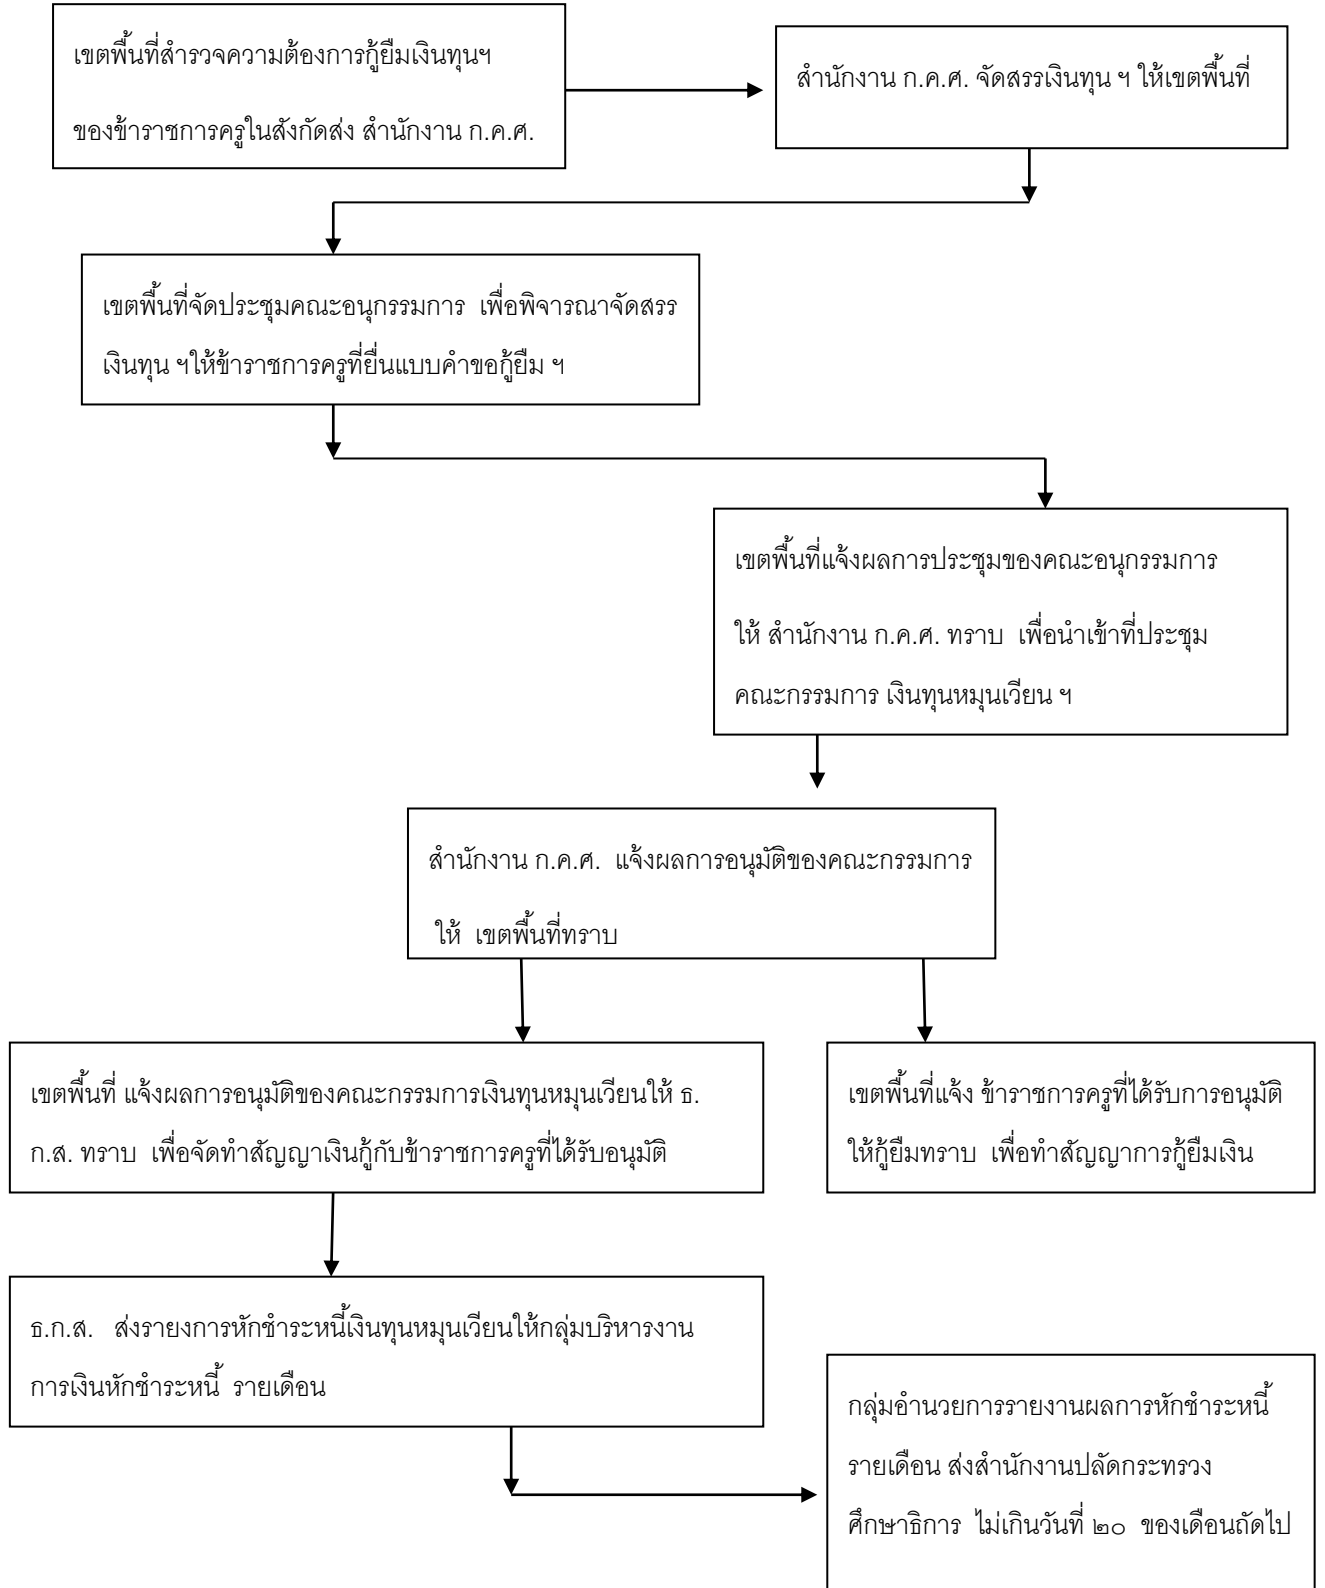 เขตพื้นที่สำรวจความต้องการกู้ยืมเงินทุนฯ
ของข้าราชการครูในสังกัดส่ง สำนักงาน ก.ค.ศ.
สำนักงาน ก.ค.ศ. จัดสรรเงินทุน ฯ ให้เขตพื้นที่
เขตพื้นที่จัดประชุมคณะอนุกรรมการ เพื่อพิจารณาจัดสรร
เงินทุน ฯให้ข้าราชการครูที่ยื่นแบบคำขอกู้ยืม ฯ
เขตพื้นที่แจ้งผลการประชุมของคณะอนุกรรมการ
ให้ สำนักงาน ก.ค.ศ. ทราบ เพื่อนำเข้าที่ประชุม
คณะกรรมการ เงินทุนหมุนเวียน ฯ
สำนักงาน ก.ค.ศ. แจ้งผลการอนุมัติของคณะกรรมการ
ให้ เขตพื้นที่ทราบ
เขตพื้นที่ แจ้งผลการอนุมัติของคณะกรรมการเงินทุนหมุนเวียนให้ ธ.
ก.ส. ทราบ เพื่อจัดทำสัญญาเงินกู้กับข้าราชการครูที่ได้รับอนุมัติ
เขตพื้นที่แจ้ง ข้าราชการครูที่ได้รับการอนุมัติ
ให้กู้ยืมทราบ เพื่อทำสัญญาการกู้ยืมเงิน
ธ.ก.ส. ส่งรายงการหักชำระหนี้เงินทุนหมุนเวียนให้กลุ่มบริหารงาน
การเงินหักชำระหนี้ รายเดือน
กลุ่มอำนวยการรายงานผลการหักชำระหนี้
รายเดือน ส่งสำนักงานปลัดกระทรวง
ศึกษาธิการ ไม่เกินวันที่ ๒๐ ของเดือนถัดไป